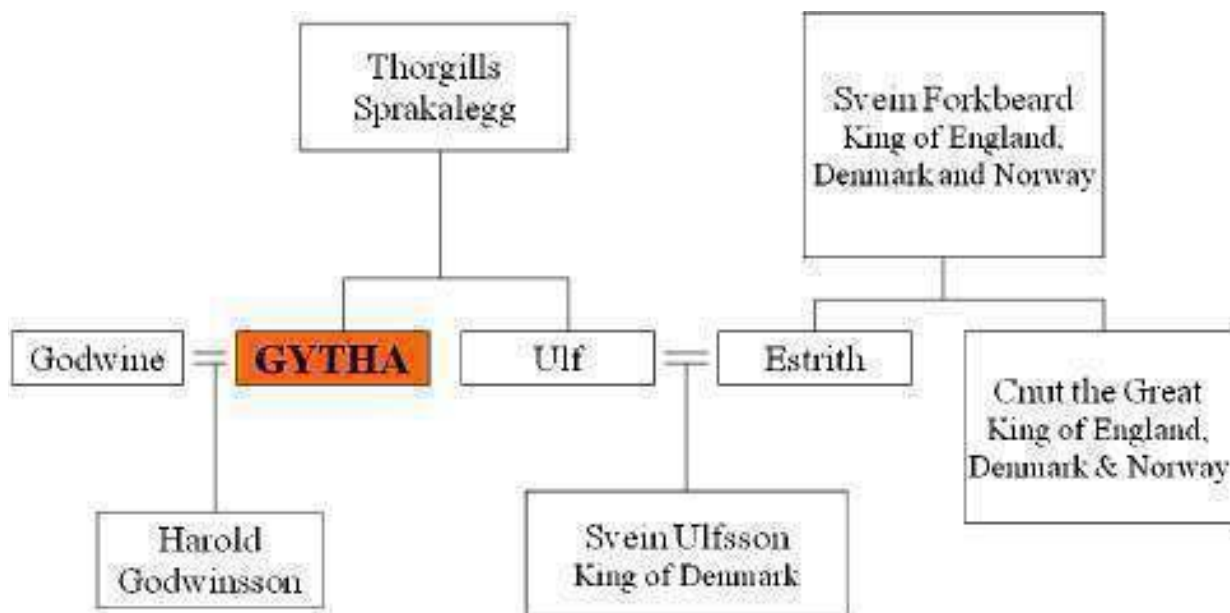 Thorgills
Sprakalegg
Svein Forkbeard
King of England,
Denmark and Norway
Godwine
GYTHA
Ulf
Estrith
Cnut the Great
King of England,
Denmark & Norway
Harold
Godwinsson
Svein Ulfsson
King of Denmark